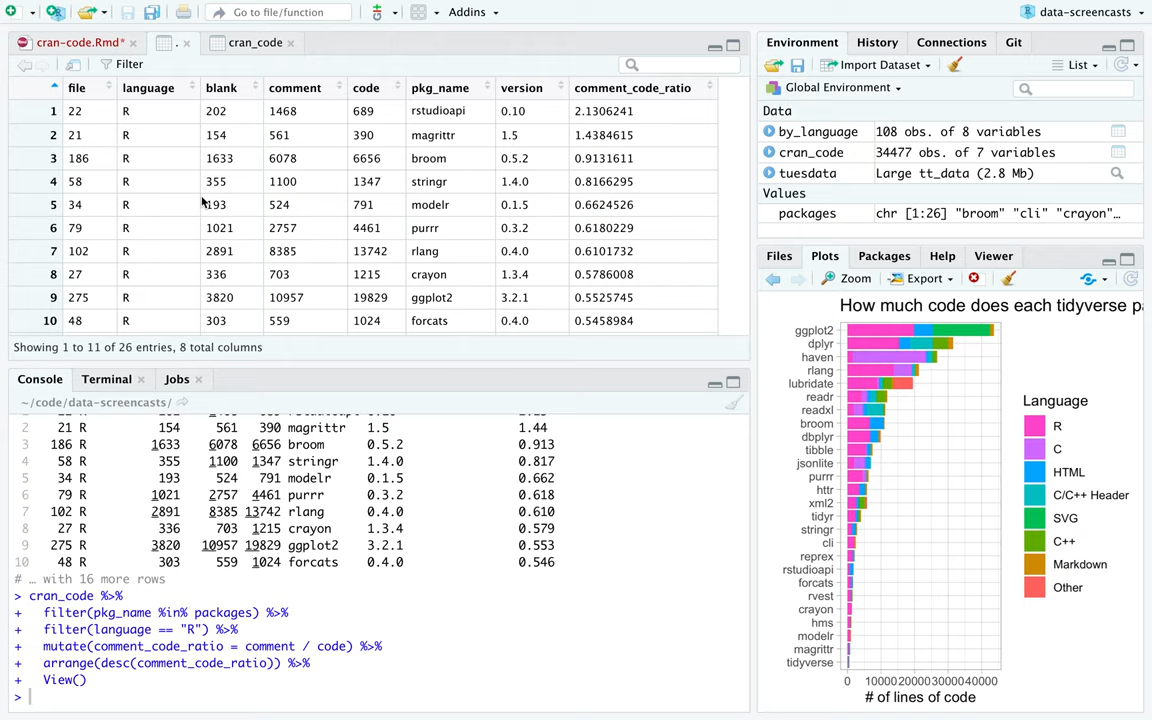 Go to file/function
Addins
data-screencasts
cran-code.Rmd*
.
cran_code
Filter
file language blank comment code pkg_name version comment_code_ratio
1 22 R 202 1468 689 rstudioapi 0.10 2.1306241
2 21 R 154 561 390 magrittr 1.5 1.4384615
3 186 R 1633 6078 6656 broom 0.5.2 0.9131611
4 58 R 355 1100 1347 stringr 1.4.0 0.8166295
5 34 R 193 524 791 modelr 0.1.5 0.6624526
6 79 R 1021 2757 4461 purrr 0.3.2 0.6180229
7 102 R 2891 8385 13742 rlang 0.4.0 0.6101732
8 27 R 336 703 1215 crayon 1.3.4 0.5786008
9 275 R 3820 10957 19829 ggplot2 3.2.1 0.5525745
10 48 R 303 559 1024 forcats 0.4.0 0.5458984
Showing 1 to 11 of 26 entries, 8 total columns
Console Terminal Jobs
~/code/data-screencasts/
2 21 R 154 561 390 magrittr 1.5 1.44
3 186 R 1633 6078 6656 broom 0.5.2 0.913
4 58 R 355 1100 1347 stringr 1.4.0 0.817
5 34 R 193 524 791 modelr 0.1.5 0.662
6 79 R 1021 2757 4461 purrr 0.3.2 0.618
7 102 R 2891 8385 13742 rlang 0.4.0 0.610
8 27 R 336 703 1215 crayon 1.3.4 0.579
9 275 R 3820 10957 19829 ggplot2 3.2.1 0.553
10 48 R 303 559 1024 forcats 0.4.0 0.546
# … with 16 more rows
> cran_code %>%
+ filter(pkg_name %in% packages) %>%
+ filter(language == "R") %>%
+ mutate(comment_code_ratio = comment / code) %>%
+ arrange(desc(comment_code_ratio)) %>%
+ View()
>
Environment History Connections Git
Import Dataset
List
Global Environment
Data
by_language 108 obs. of 8 variables
cran_code 34477 obs. of 7 variables
tuesdata Large tt_data (2.8 Mb)
Values
packages chr [1:26] "broom" "cli" "crayon"…
Files Plots Packages Help Viewer
Zoom Export
How much code does each tidyverse pa
ggplot2
dplyr
haven
rlang
lubridate
readr
readxl
broom
dbplyr
tibble
jsonlite
purrr
httr
xml2
tidyr
stringr
cli
reprex
rstudioapi
forcats
rvest
crayon
hms
modelr
magrittr
tidyverse
0 10000 20000 30000 40000
# of lines of code
Language
R
C
HTML
C/C++ Header
SVG
C++
Markdown
Other